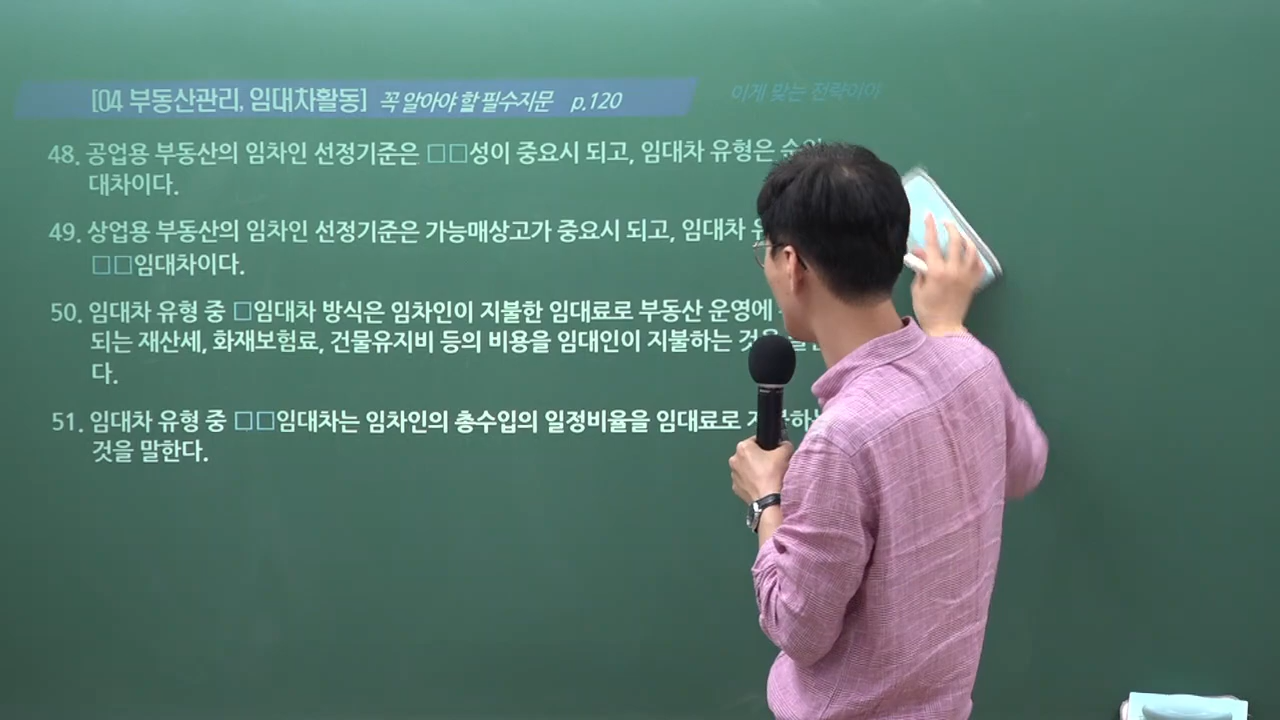 [04 부동산관리, 임대차활동] 꼭 알아야 할 필수지문 p.120
이게 맞는 전략이야
48. 공업용 부동산의 임차인 선정기준은 □□성이 중요시 되고, 임대차 유형은
대차이다.
49. 상업용 부동산의 임차인 선정기준은 가능매상고가 중요시 되고, 임대차
□□임대차이다.
50. 임대차 유형 중 □임대차 방식은 임차인이 지불한 임대료로 부동산 운영에
되는 재산세, 화재보험료, 건물유지비 등의 비용을 임대인이 지불하는
다.
51. 임대차 유형 중 □□임대차는 임차인의 총수입의 일정비율을 임대료로
것을 말한다.